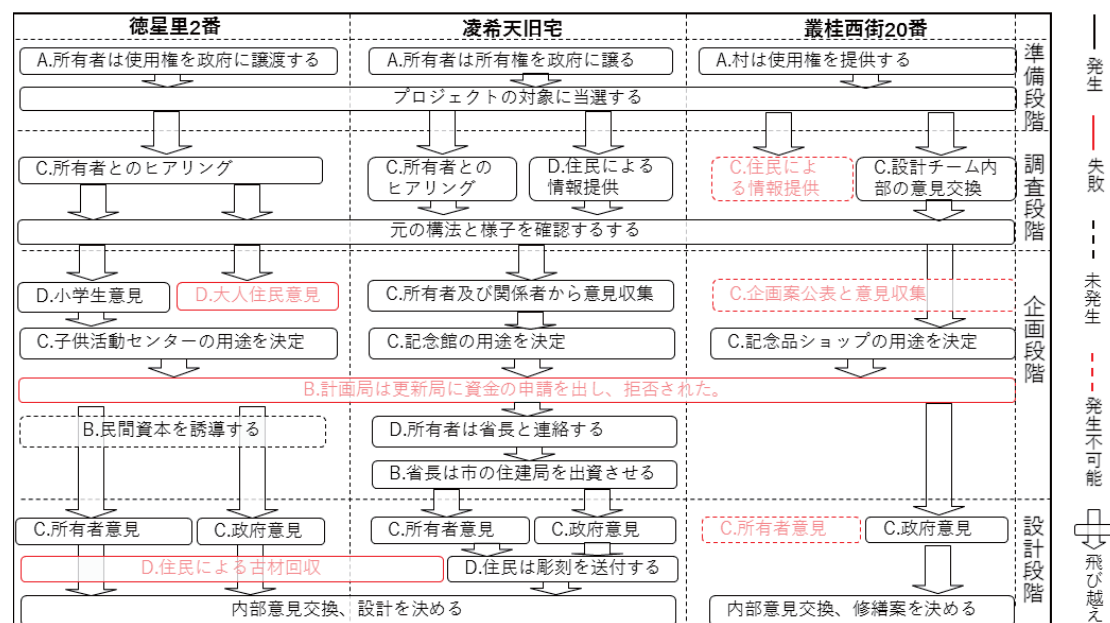 徳星里2番
凌希天旧宅
叢桂西街20番
A.所有者は使用権を政府に譲渡する
A.所有者は所有権を政府に譲る
A.村は使用権を提供する
プロジェクトの対象に当選する
準備段階
C.所有者とのヒアリング
C.所有者との
ヒアリング
D.住民による
情報提供
C.住民によ
る情報提供
C.設計チーム内
部の意見交換
元の構法と様子を確認するする
調査段階
D.小学生意見
D.大人住民意見
C.所有者及び関係者から意見収集
C.企画案公表と意見収集
C.子供活動センターの用途を決定
C.記念館の用途を決定
C.記念品ショップの用途を決定
B.計画局は更新局に資金の申請を出し、拒否された。
B.民間資本を誘導する
D.所有者は省長と連絡する
B.省長は市の住建局を出資させる
企画段階
C.所有者意見
C.政府意見
C.所有者意見
C.政府意見
C.所有者意見
C.政府意見
D.住民による古材回収
D.住民は彫刻を送付する
内部意見交換、設計を決める
内部意見交換、修繕案を決める
設計段階
発生
失敗
未発生
発生不可能
飛び越え